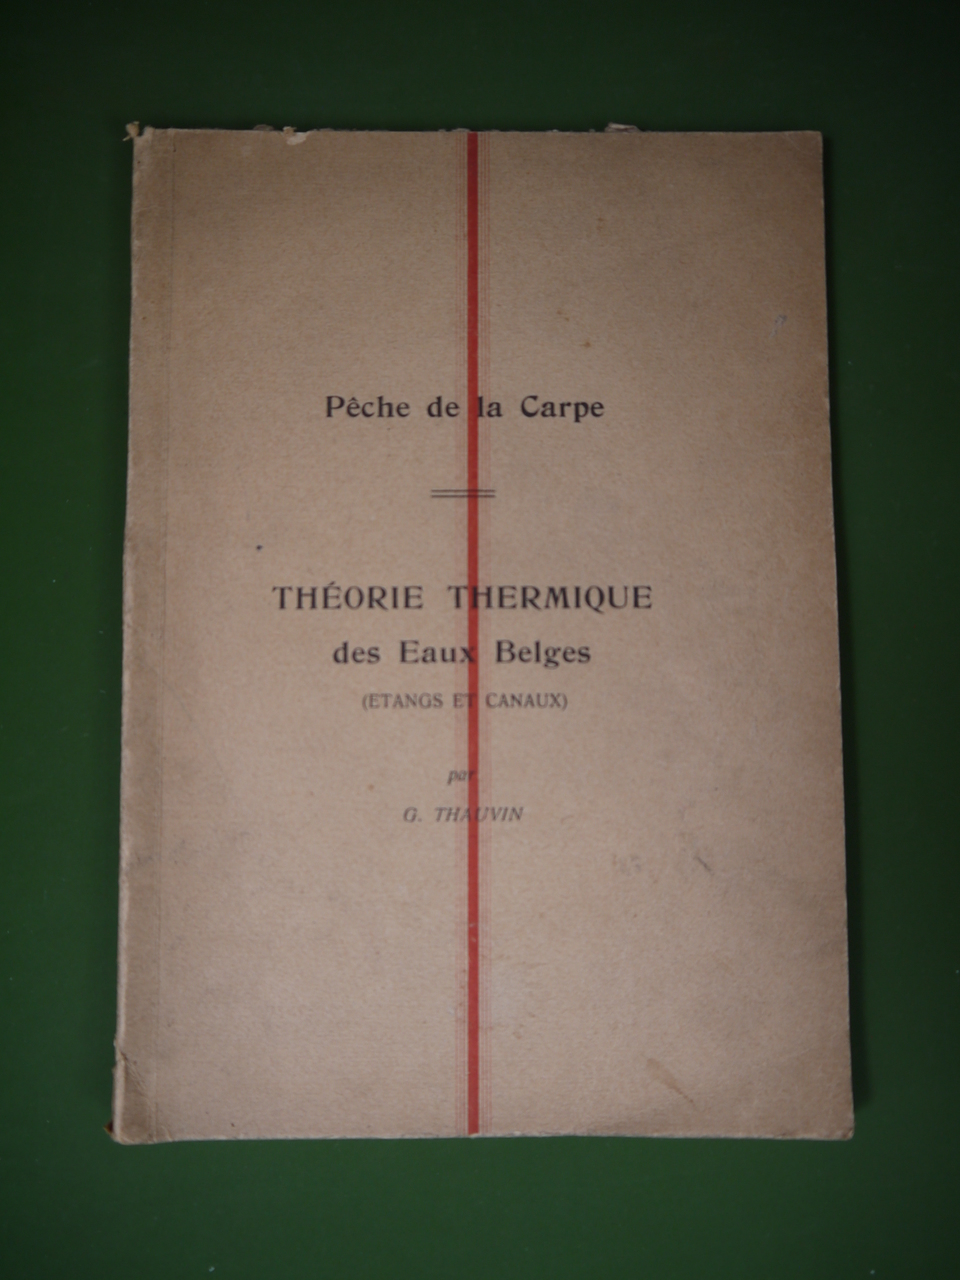 Pêche de la Carpe
THÉORIE THERMIQUE
des Eaux Belges
(ETANGS ET CANAUX)
par
G. THAUVIN